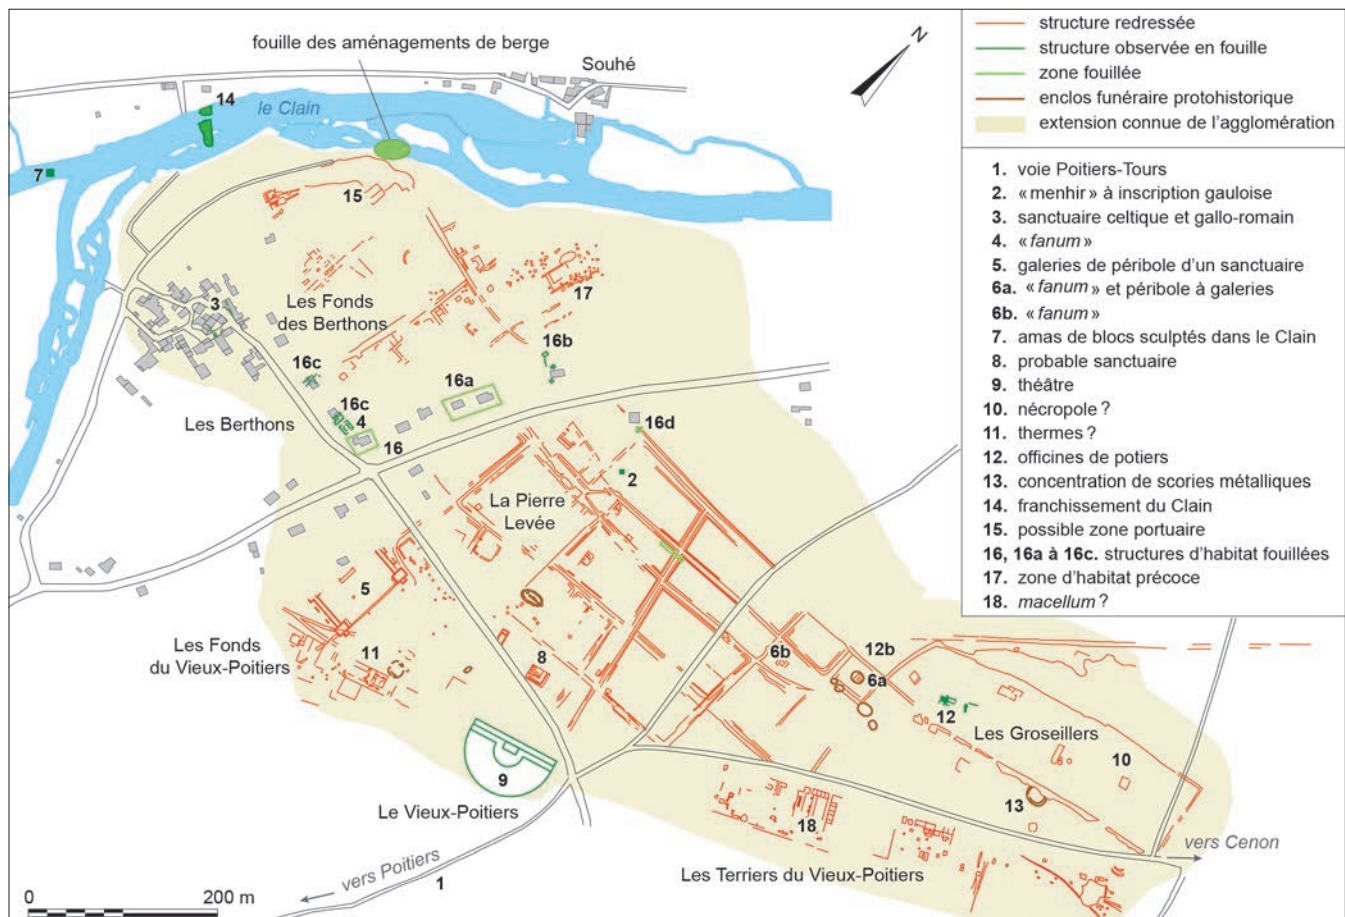 fouille des aménagements de berge
Souhé
N
14
le Clain
7
15
3
Les Fonds
des Berthons
17
16c
16b
16a
16c
4
Les Berthons
16
16d
2
La Pierre
Levée
5
Les Fonds
du Vieux-Poitiers
11
8
6b
12b
6a
12
Les Groseillers
10
9
13
Le Vieux-Poitiers
18
vers Cenon
vers Poitiers
1
Les Terriers du Vieux-Poitiers
0
200 m
structure redressée
structure observée en fouille
zone fouillée
enclos funéraire protohistorique
extension connue de l'agglomération
1. voie Poitiers-Tours
2. «menhir» à inscription gauloise
3. sanctuaire celtique et gallo-romain
4. «fanum»
5. galeries de péribole d'un sanctuaire
6a. «fanum» et péribole à galeries
6b. «fanum»
7. amas de blocs sculptés dans le Clain
8. probable sanctuaire
9. théâtre
10. nécropole ?
11. thermes ?
12. officines de potiers
13. concentration de scories métalliques
14. franchissement du Clain
15. possible zone portuaire
16, 16a à 16c. structures d'habitat fouillées
17. zone d'habitat précoce
18. macellum ?